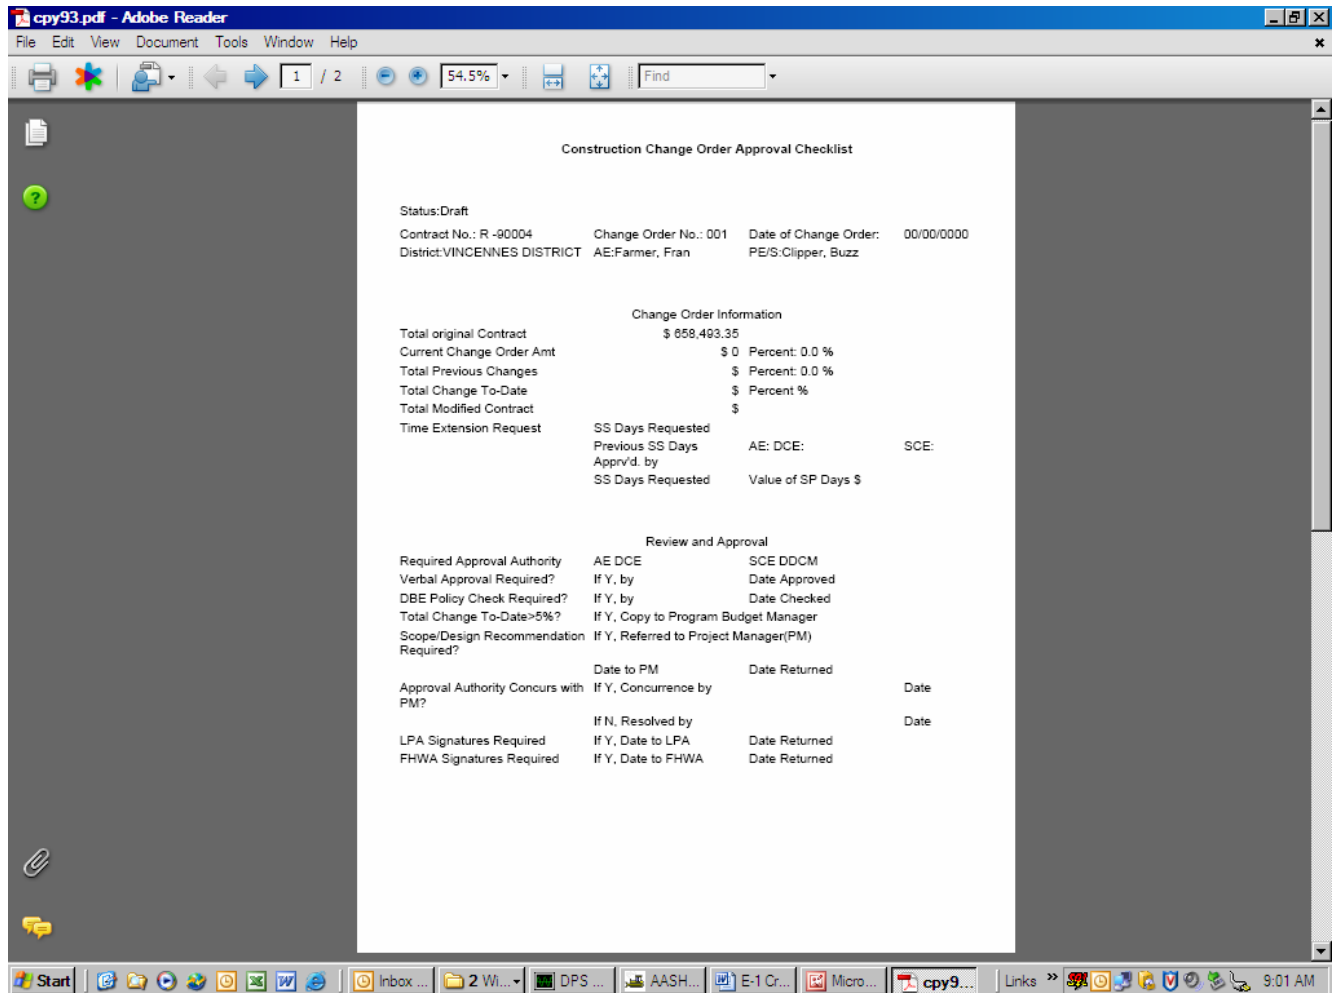 cpy93.pdf - Adobe Reader
File Edit View Document Tools Window Help
1 / 2 54.5% Find
Construction Change Order Approval Checklist
Status:Draft
Contract No.: R -90004 Change Order No.: 001 Date of Change Order: 00/00/0000
District:VINCENNES DISTRICT AE:Farmer, Fran PE/S:Clipper, Buzz
Change Order Information
Total original Contract $ 658,493.35
Current Change Order Amt $ 0 Percent: 0.0 %
Total Previous Changes $ Percent: 0.0 %
Total Change To-Date $ Percent %
Total Modified Contract $
Time Extension Request SS Days Requested
Previous SS Days AE: DCE: SCE:
Apprv'd. by
SS Days Requested Value of SP Days $
Review and Approval
Required Approval Authority AE DCE SCE DDCM
Verbal Approval Required? If Y, by Date Approved
DBE Policy Check Required? If Y, by Date Checked
Total Change To-Date>5%? If Y, Copy to Program Budget Manager
Scope/Design Recommendation If Y, Referred to Project Manager(PM)
Required?
Date to PM Date Returned
Approval Authority Concurs with If Y, Concurrence by Date
PM?
If N, Resolved by Date
LPA Signatures Required If Y, Date to LPA Date Returned
FHWA Signatures Required If Y, Date to FHWA Date Returned
Start Inbox ... 2 Wi... DPS ... AASH... E-1 Cr... Micro... cpy9... Links » 9:01 AM